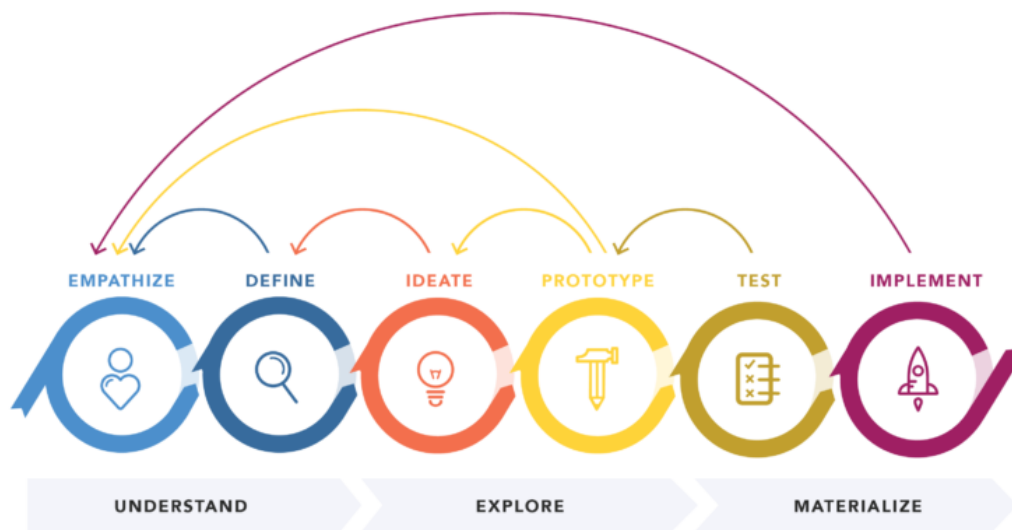 EMPATHIZE DEFINE IDEATE PROTOTYPE TEST IMPLEMENT
UNDERSTAND EXPLORE MATERIALIZE